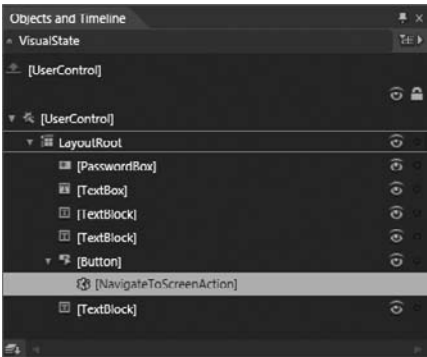 Objects and Timeline
VisualState
[UserControl]
[UserControl]
LayoutRoot
[PasswordBox]
[TextBox]
[TextBlock]
[TextBlock]
[Button]
[NavigateToScreenAction]
[TextBlock]